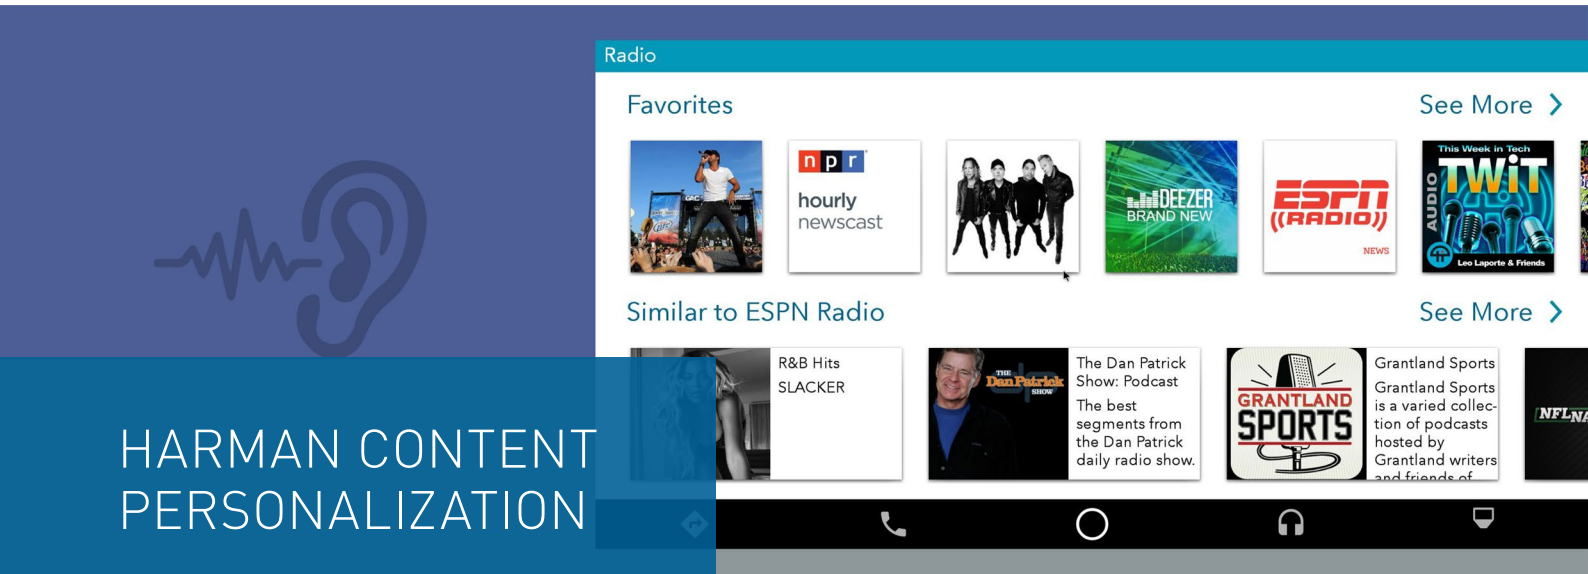 Radio
Favorites
See More
npr
hourly
newscast
DEEZER
BRAND NEW
ESPN
((RADIO))
NEWS
This Week in Tech
TWiT
AUDIO
Leo Laporte & Friends
Similar to ESPN Radio
See More
R&B Hits
SLACKER
THE
Dan Patrick
SHOW
The Dan Patrick
Show: Podcast
The best
segments from
the Dan Patrick
daily radio show.
GRANTLAND
SPORTS
Grantland Sports
Grantland Sports
is a varied collec-
tion of podcasts
hosted by
Grantland writers
and friends of
NFL
HARMAN CONTENT
PERSONALIZATION